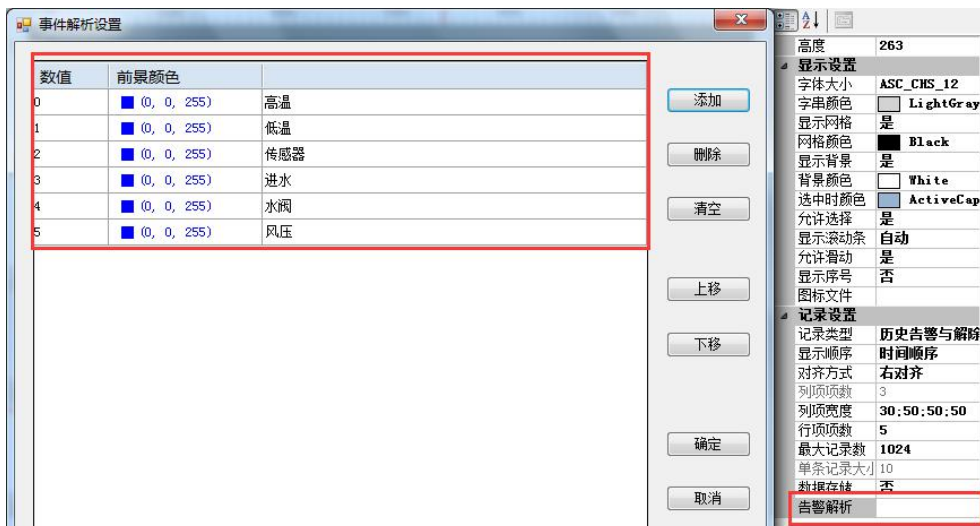 事件解析设置
数值 前景颜色
0 (0, 0, 255) 高温
1 (0, 0, 255) 低温
2 (0, 0, 255) 传感器
3 (0, 0, 255) 进水
4 (0, 0, 255) 水阀
5 (0, 0, 255) 风压
添加
删除
清空
上移
下移
确定
取消
高度 263
显示设置
字体大小 ASC_CHS_12
字串颜色 LightGray
显示网格 是
网格颜色 Black
显示背景 是
背景颜色 White
选中时颜色 ActiveCap
允许选择 是
显示滚动条 自动
允许滑动 是
显示序号 否
图标文件
记录设置
记录类型 历史告警与解除
显示顺序 时间顺序
对齐方式 右对齐
列项项数 3
列项宽度 30;50;50;50
行项项数 5
最大记录数 1024
单条记录大小 10
数据存储 否
告警解析